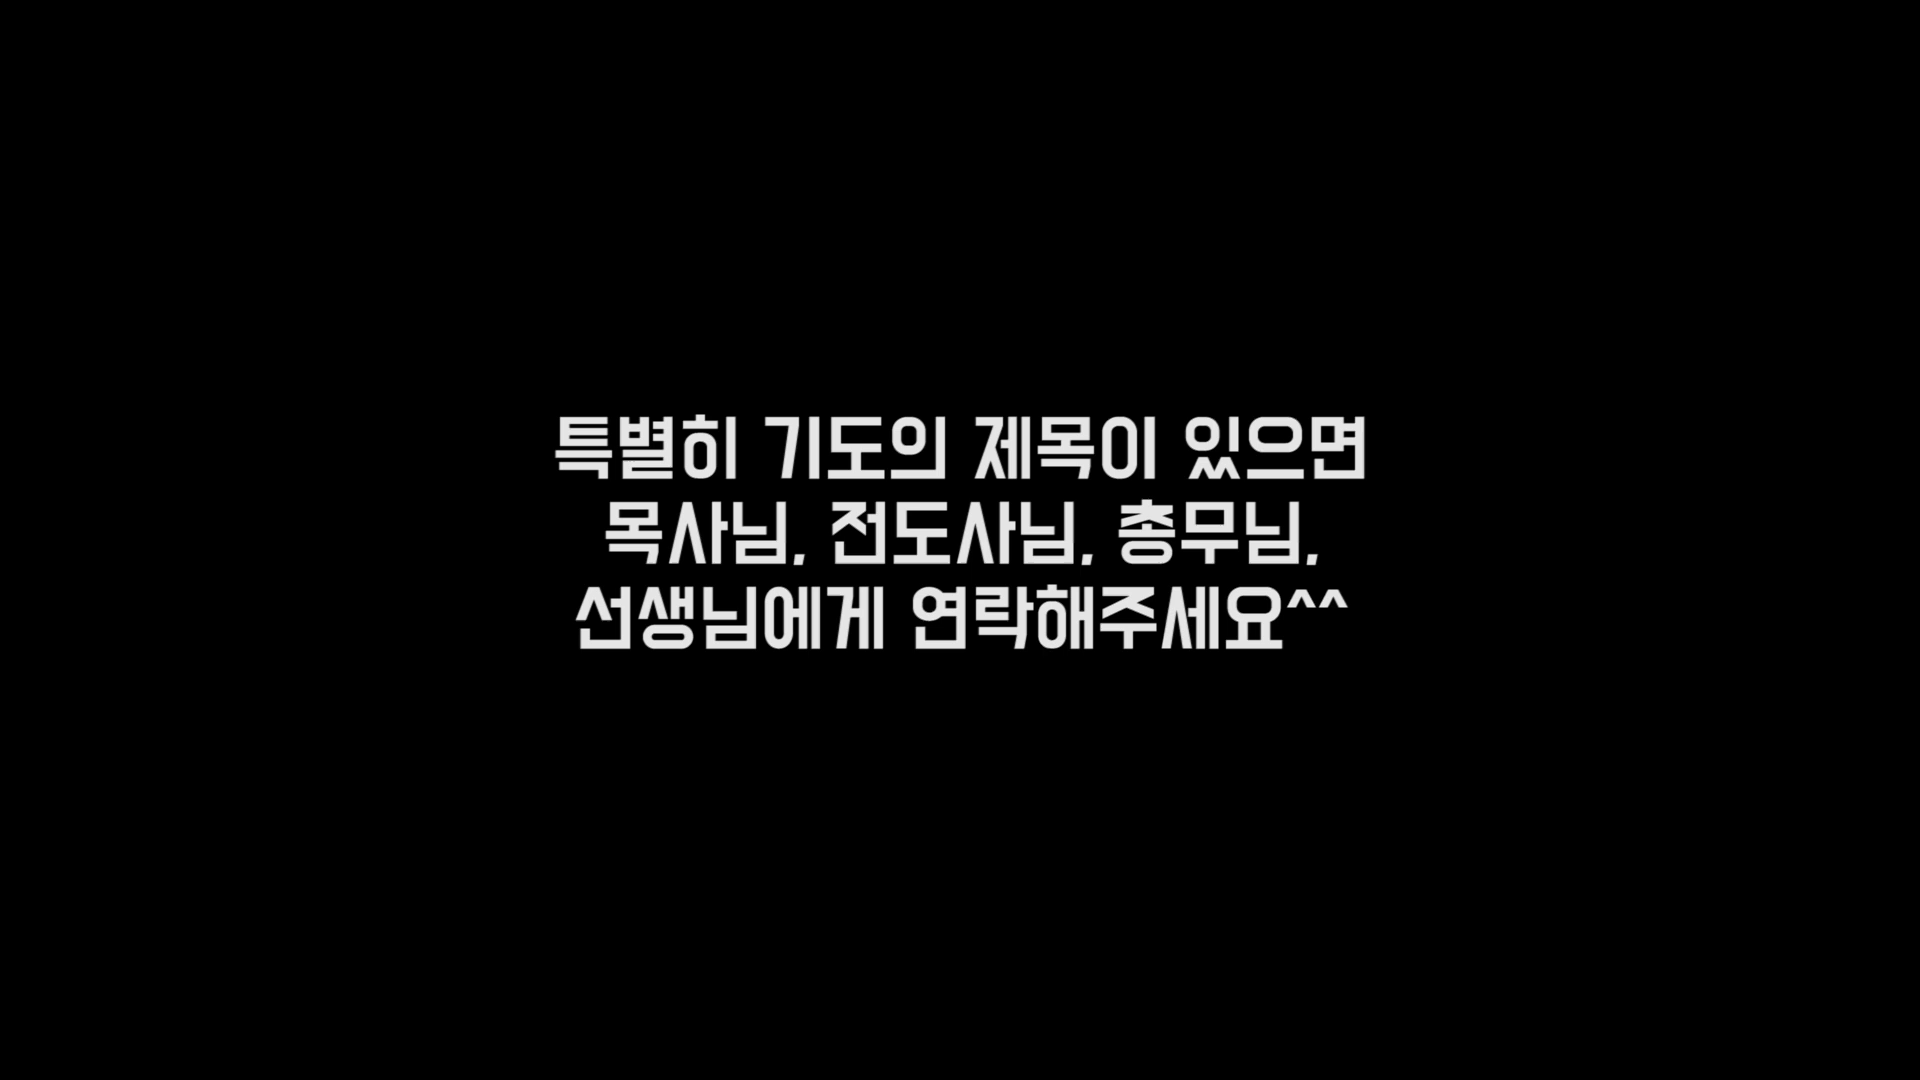 특별히 기도의 제목이 있으면
목사님, 전도사님, 총무님,
선생님에게 연락해주세요^^